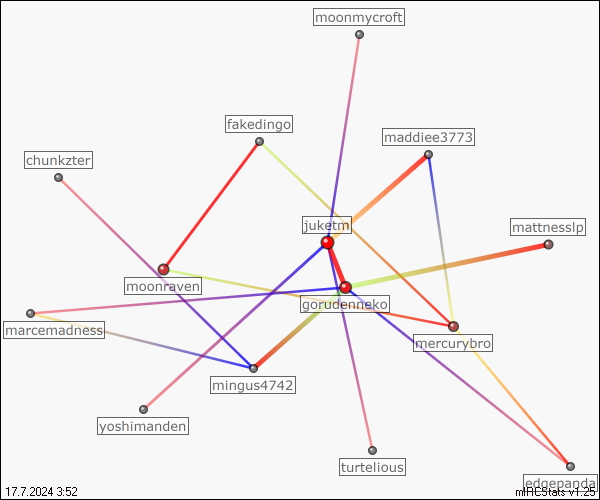 moonmycroft
fakedingo
maddiee3773
chunkzter
juketm
mattnesslp
moonraven
gorudenneko
marcemadness
mercurybro
mingus4742
yoshimanden
turtelious
edgepanda
17.7.2024 3:52
mIRCStats v1.25